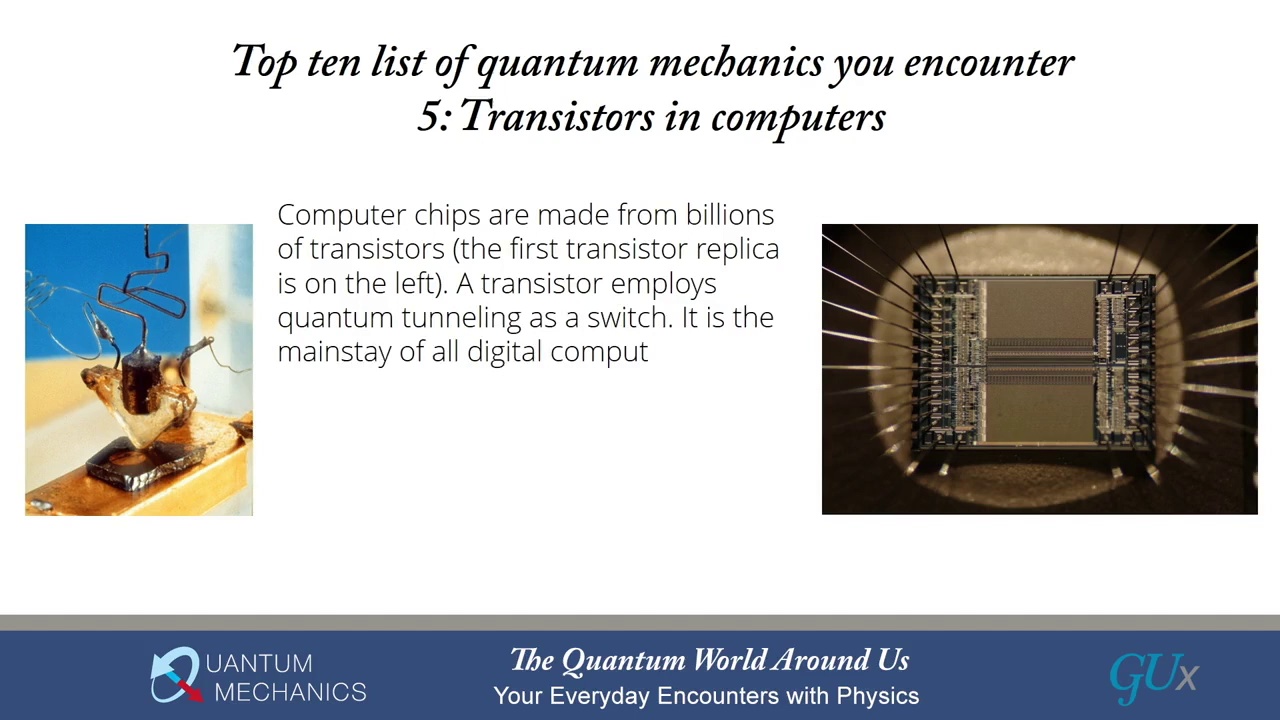 Top ten list of quantum mechanics you encounter
5: Transistors in computers
Computer chips are made from billions
of transistors (the first transistor replica
is on the left). A transistor employs
quantum tunneling as a switch. It is the
mainstay of all digital comput
QUANTUM
MECHANICS
The Quantum World Around Us
Your Everyday Encounters with Physics
GUx